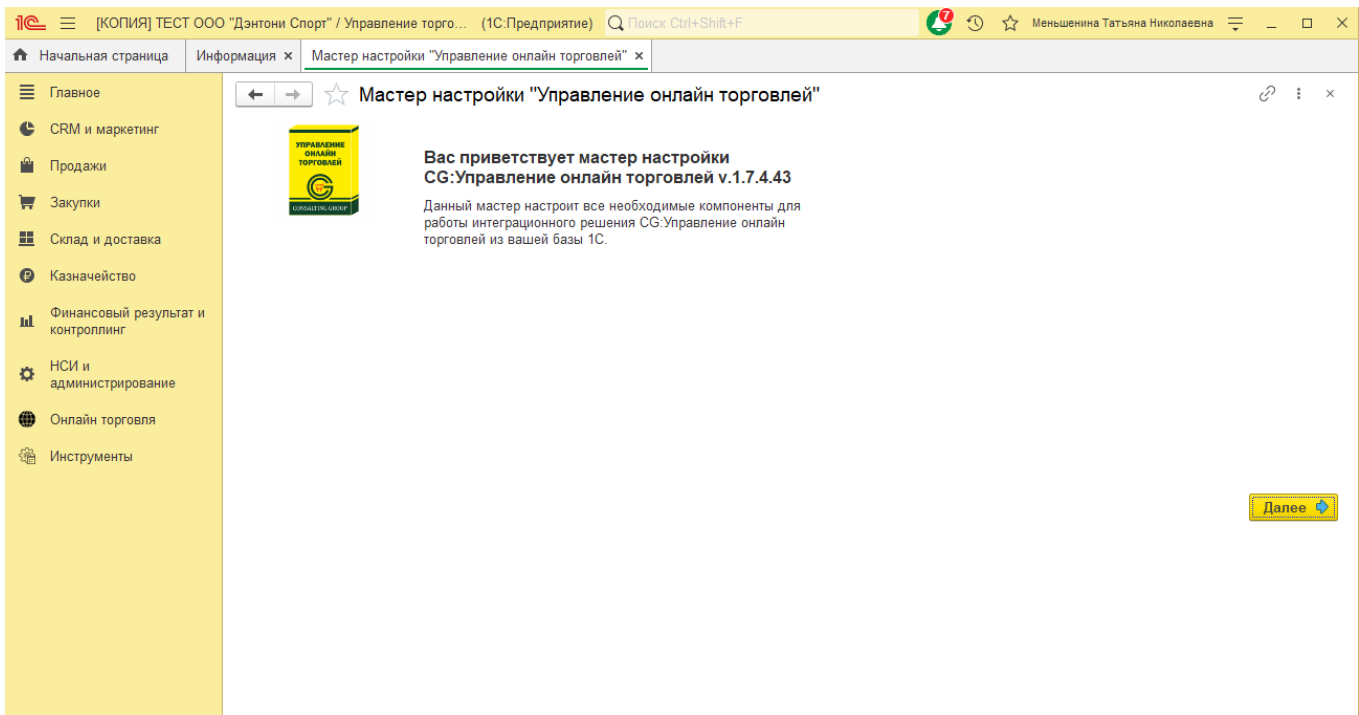 [КОПИЯ] ТЕСТ ООО "Дэнтони Спорт" / Управление торго... (1С:Предприятие) Поиск Ctrl+Shift+F 7 Меньшенина Татьяна Николаевна
Начальная страница Информация × Мастер настройки "Управление онлайн торговлей" ×
Главное
CRM и маркетинг
Продажи
Закупки
Склад и доставка
Казначейство
Финансовый результат и
контроллинг
НСИ и
администрирование
Онлайн торговля
Инструменты
Мастер настройки "Управление онлайн торговлей"
УПРАВЛЕНИЕ
ОНЛАЙН
ТОРГОВЛЕЙ
CONSALTING GROUP
Вас приветствует мастер настройки
CG:Управление онлайн торговлей v.1.7.4.43
Данный мастер настроит все необходимые компоненты для
работы интеграционного решения CG:Управление онлайн
торговлей из вашей базы 1С.
Далее